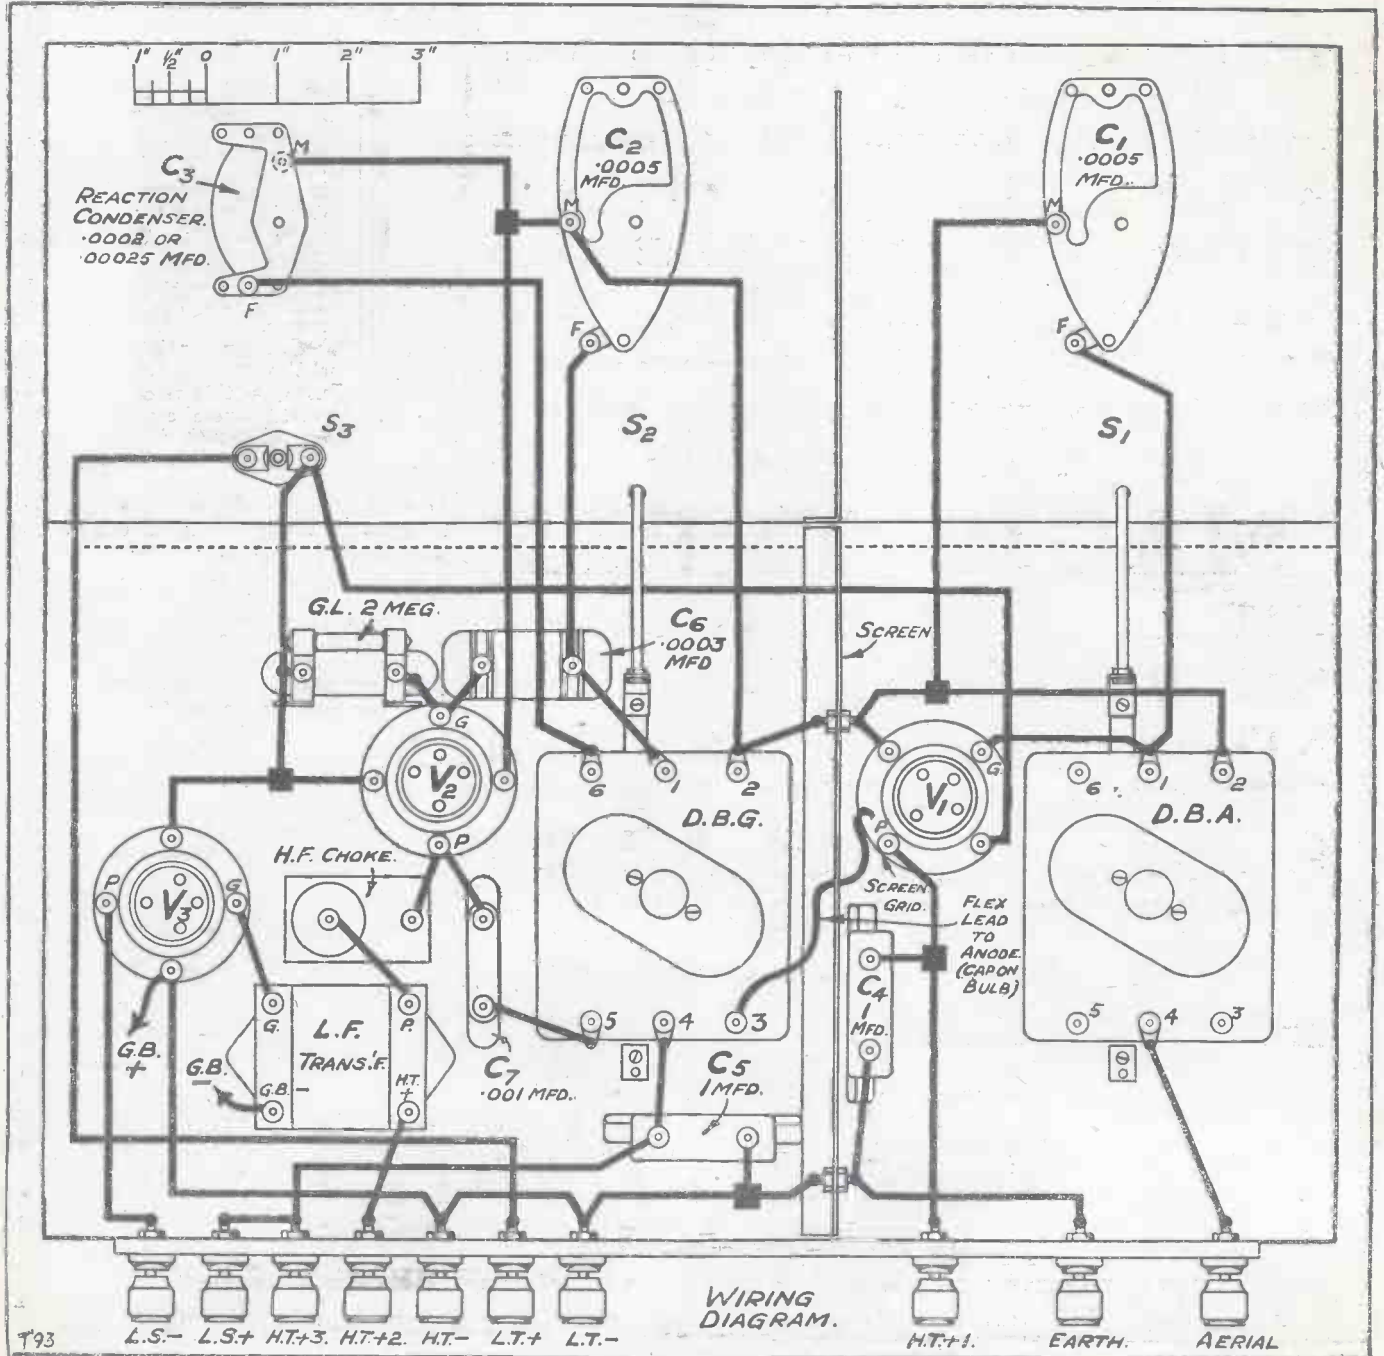 1" ½" 0 1" 2" 3"
C3
M
REACTION
CONDENSER.
.0002 OR
.00025 MFD.
F
C2
.0005
MFD.
M
F
C1
.0005
MFD.
M
F
S3
S2
S1
G.L. 2 MEG.
C6
.0003
MFD
SCREEN
G
V2
P
6 1 2
D.B.G.
G.
V1
P
6 1 2
D.B.A.
H.F. CHOKE.
P
V3
G
SCREEN
GRID.
FLEX
LEAD
TO
ANODE
(CAP ON
BULB)
G.B.
+
G.B.
-
G. P.
L.F.
TRANS'F.
G.B.- H.T.
+
C7
.001 MFD.
5 4 3
C5
1 MFD.
C4
1
MFD.
5 4 3
WIRING
DIAGRAM.
L.S.- L.S+ H.T.+3. H.T.+2. H.T.- L.T.+ L.T.- H.T.+1. EARTH. AERIAL